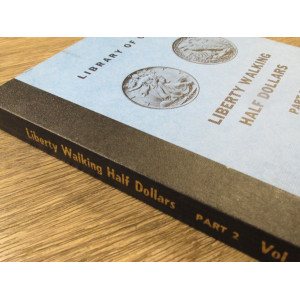 LIBRARY OF
LIBERTY WALKING
HALF DOLLARS
Liberty Walking Half Dollars PART 2 Vol